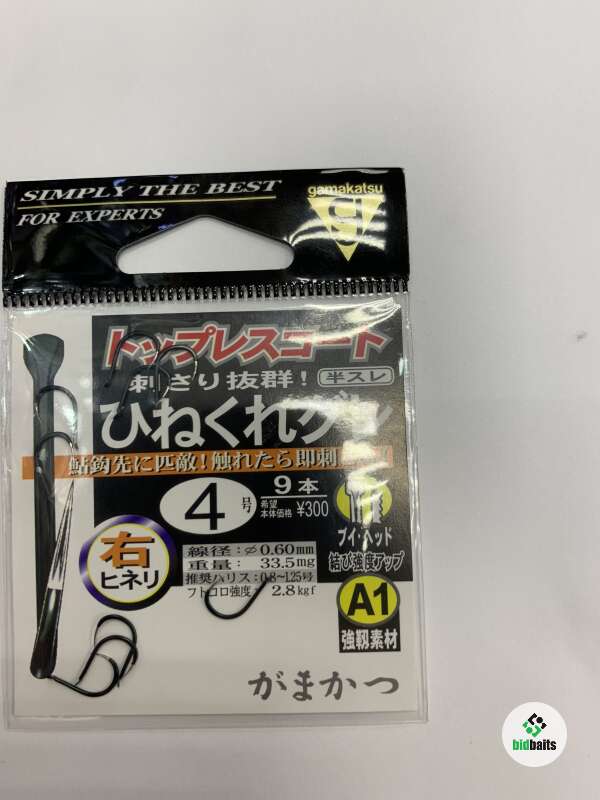 SIMPLY THE BEST
FOR EXPERTS
gamakatsu
トップレスコート
刺さり抜群！ 半スレ
ひねくれグレ
鮎鈎先に匹敵！触れたら即刺
4号
9本
希望本体価格 ¥300
右
ヒネリ
線径：φ0.60mm
重量：33.5mg
推奨ハリス：0.8〜1.25号
フトコロ強度：2.8kgf
ブイ・ヘッド
結び強度アップ
A1
強靱素材
がまかつ
bidbaits